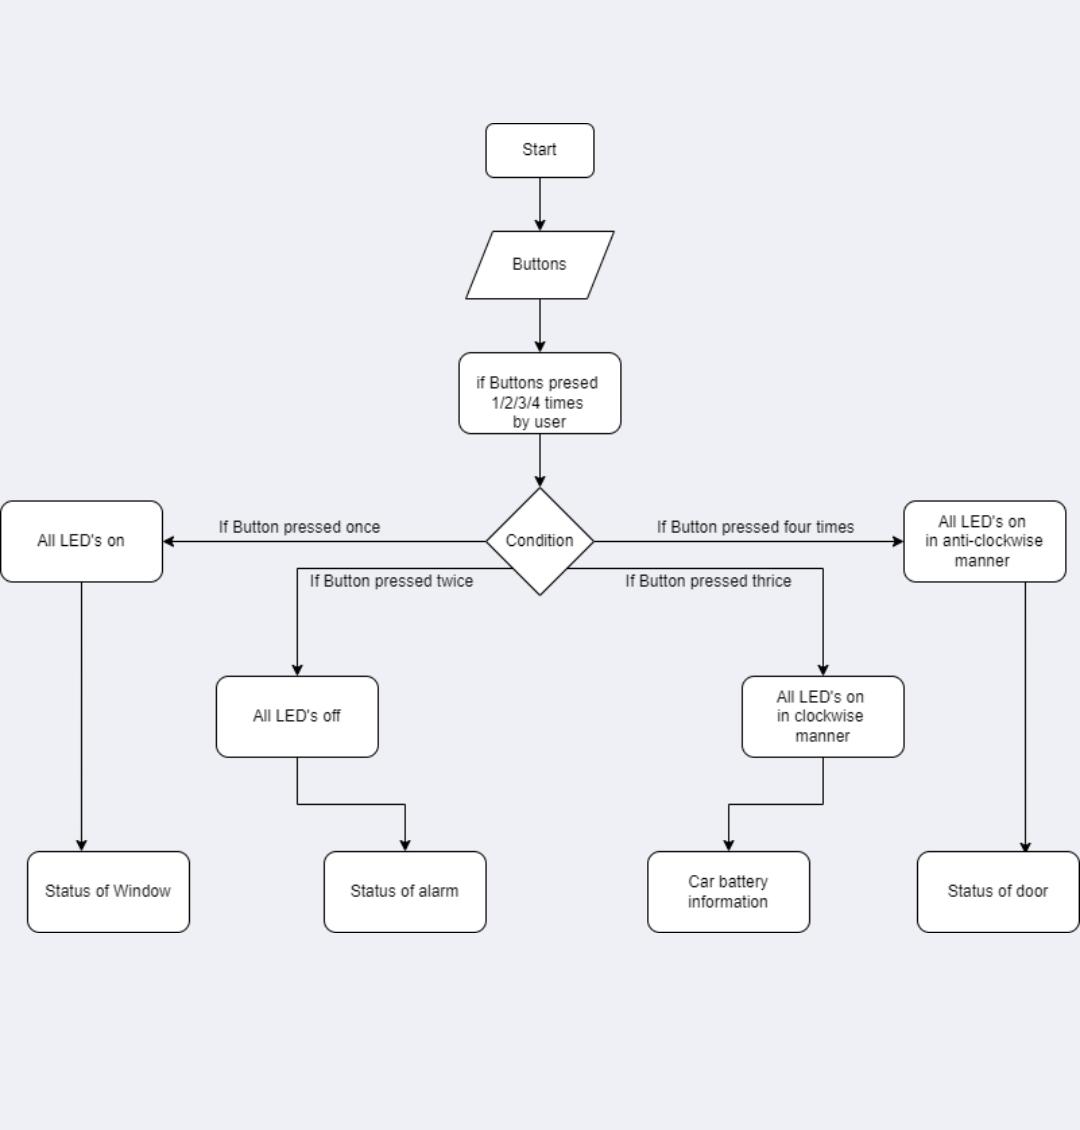 Start
Buttons
if Buttons presed
1/2/3/4 times
by user
Condition
If Button pressed once
If Button pressed four times
If Button pressed twice
If Button pressed thrice
All LED's on
All LED's on
in anti-clockwise
manner
All LED's off
All LED's on
in clockwise
manner
Status of Window
Status of alarm
Car battery
information
Status of door